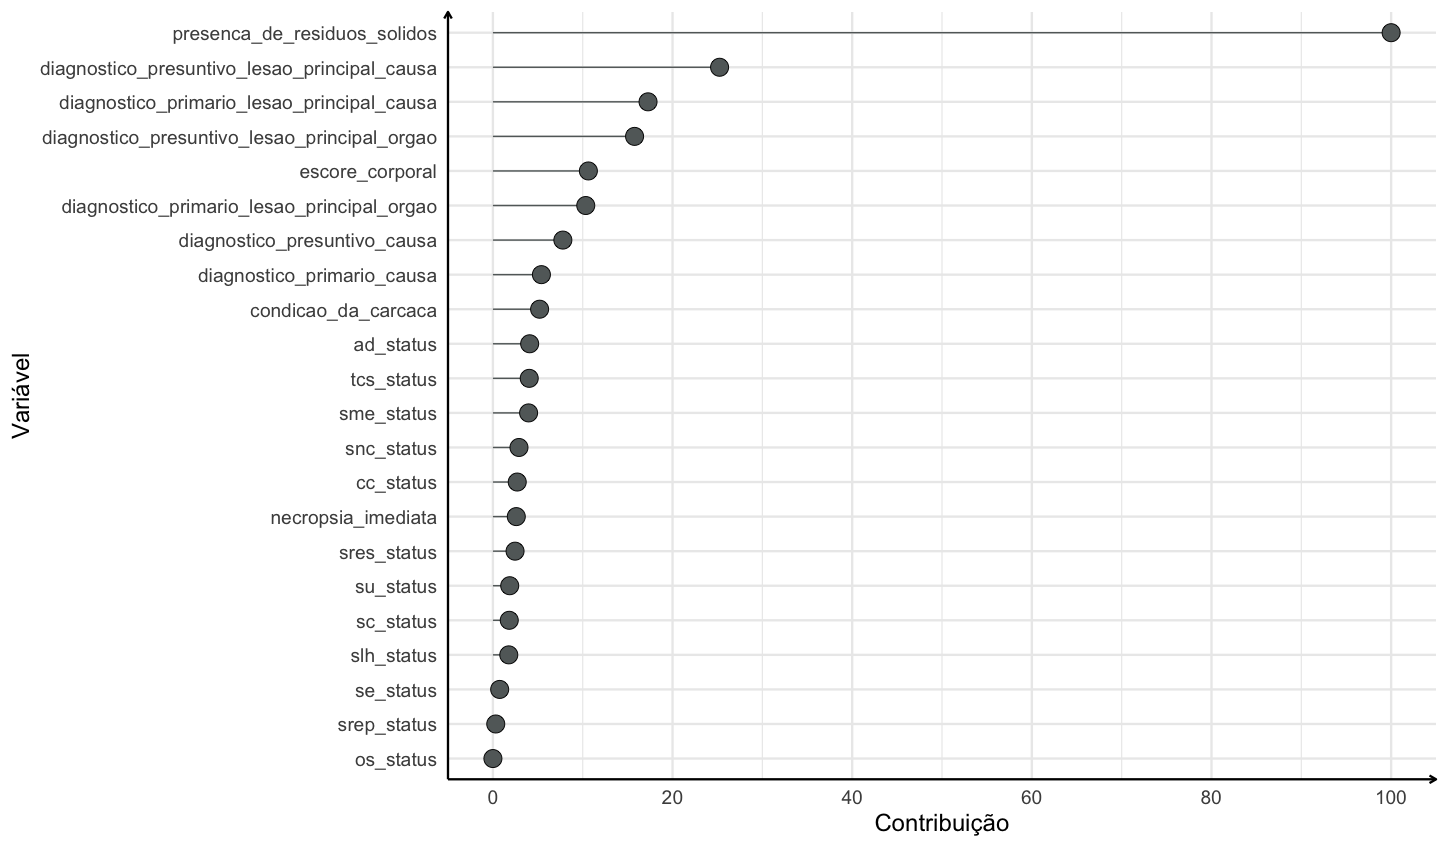 presenca_de_residuos_solidos
diagnostico_presuntivo_lesao_principal_causa
diagnostico_primario_lesao_principal_causa
diagnostico_presuntivo_lesao_principal_orgao
escore_corporal
diagnostico_primario_lesao_principal_orgao
diagnostico_presuntivo_causa
diagnostico_primario_causa
condicao_da_carcaca
ad_status
tcs_status
sme_status
snc_status
cc_status
necropsia_imediata
sres_status
su_status
sc_status
slh_status
se_status
srep_status
os_status
Variável
0 20 40 60 80 100
Contribuição